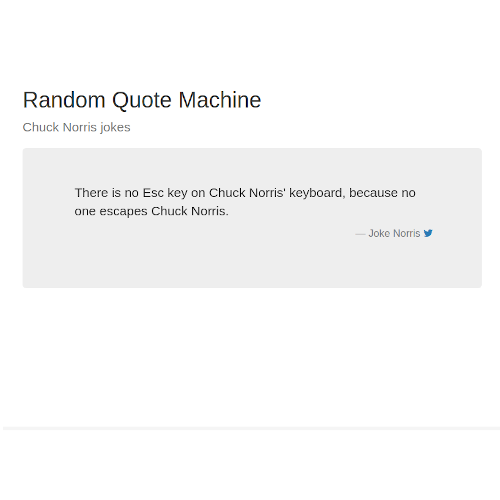 Random Quote Machine
Chuck Norris jokes
There is no Esc key on Chuck Norris' keyboard, because no
one escapes Chuck Norris.
— Joke Norris